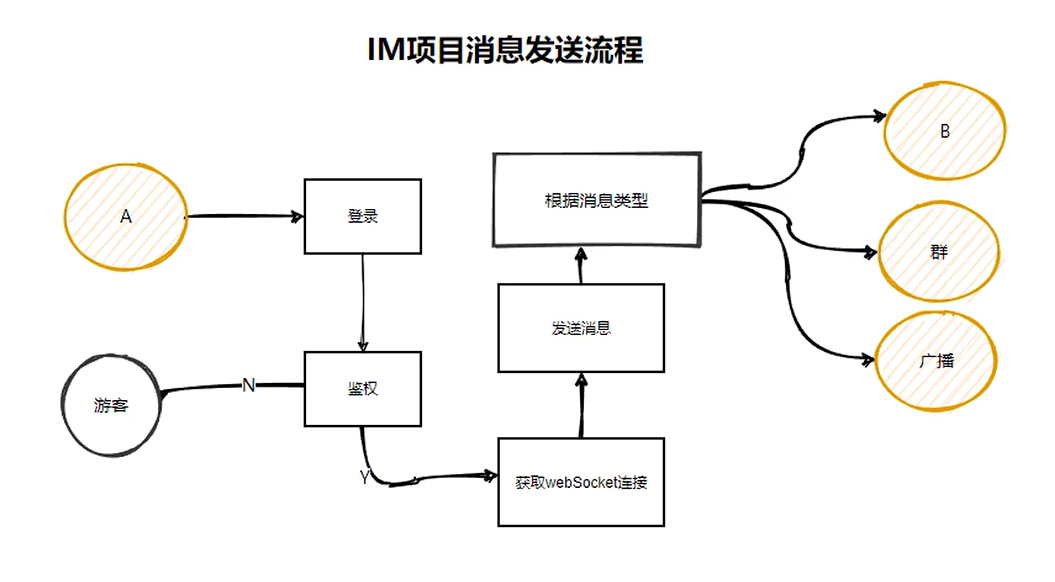 IM项目消息发送流程
A
登录
根据消息类型
B
群
广播
发送消息
鉴权
N
游客
Y
获取webSocket连接